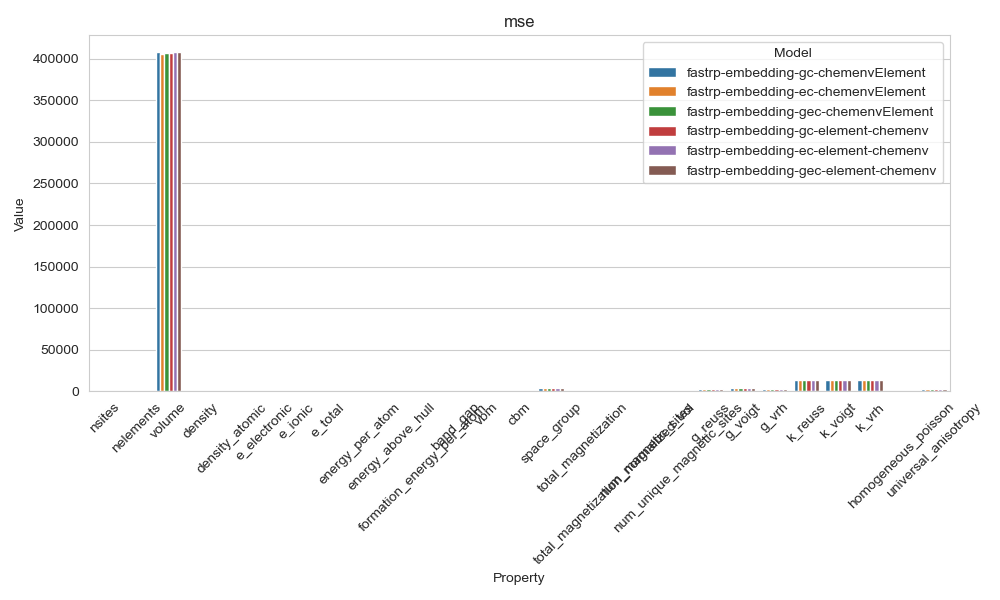 mse
Model
fastrp-embedding-gc-chemenvElement
fastrp-embedding-ec-chemenvElement
fastrp-embedding-gec-chemenvElement
fastrp-embedding-gc-element-chemenv
fastrp-embedding-ec-element-chemenv
fastrp-embedding-gec-element-chemenv
Value
400000
350000
300000
250000
200000
150000
100000
50000
0
nsites
nelements
volume
density
density_atomic
e_electronic
e_ionic
e_total
energy_per_atom
energy_above_hull
formation_energy_per_atom
band_gap
vbm
cbm
space_group
total_magnetization
num_unique_magnetic_sites
g_reuss
g_voigt
g_vrh
k_reuss
k_voigt
k_vrh
homogeneous_poisson
universal_anisotropy
Property